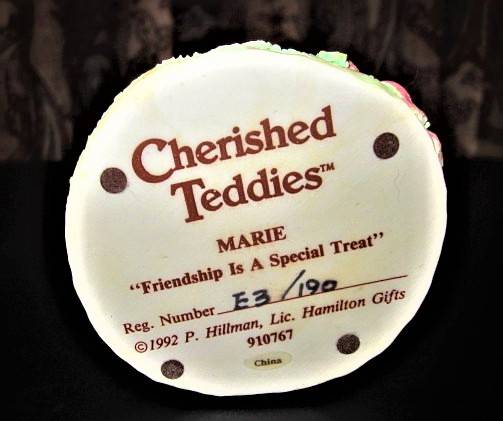 Cherished
Teddies™
MARIE
"Friendship Is A Special Treat"
Reg. Number E3/190
©1992 P. Hillman, Lic. Hamilton Gifts
910767
China